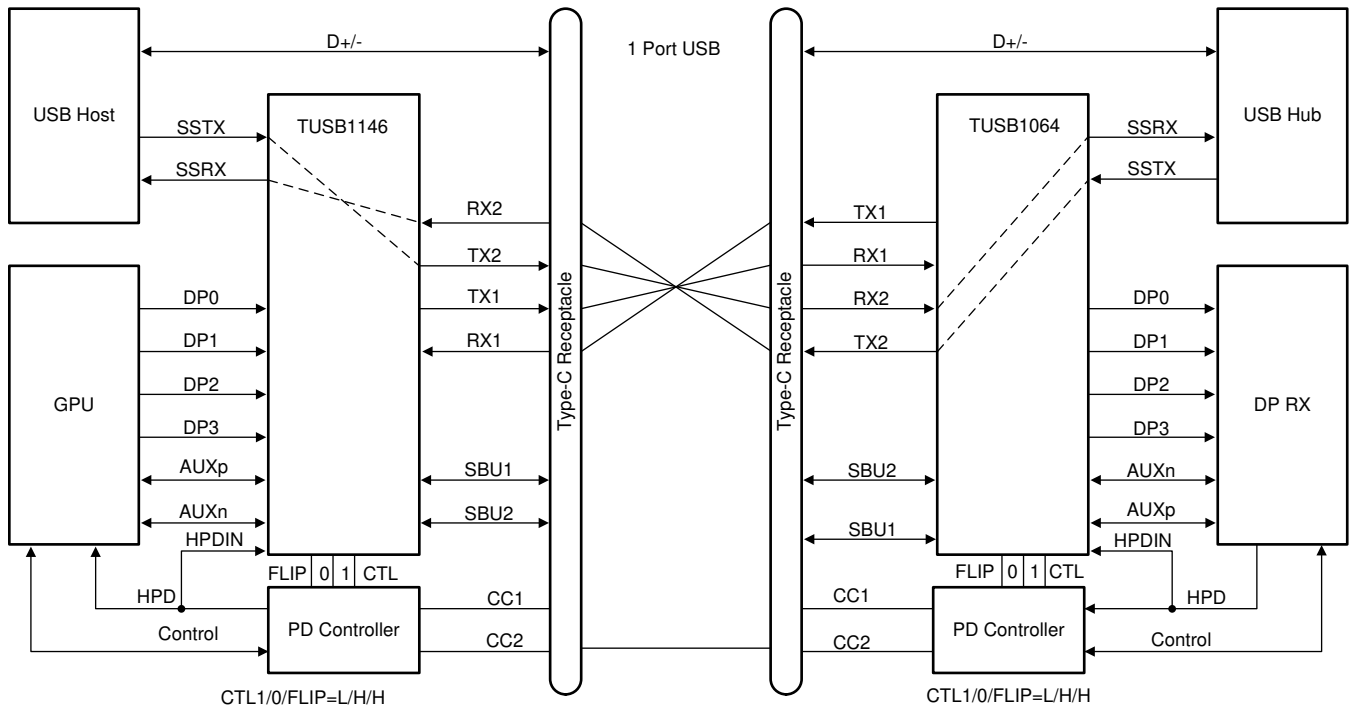 D+/-
1 Port USB
D+/-
USB Host
SSTX
SSRX
TUSB1146
RX2
TX2
TX1
RX1
Type-C Receptacle
Type-C Receptacle
TX1
RX1
RX2
TX2
TUSB1064
SSRX
SSTX
USB Hub
GPU
DP0
DP1
DP2
DP3
AUXp
AUXn
HPDIN
SBU1
SBU2
SBU2
SBU1
DP0
DP1
DP2
DP3
AUXn
AUXp
HPDIN
DP RX
FLIP 0 1 CTL
HPD
Control
PD Controller
CC1
CC2
CTL1/0/FLIP=L/H/H
FLIP 0 1 CTL
CC1
CC2
PD Controller
HPD
Control
CTL1/0/FLIP=L/H/H